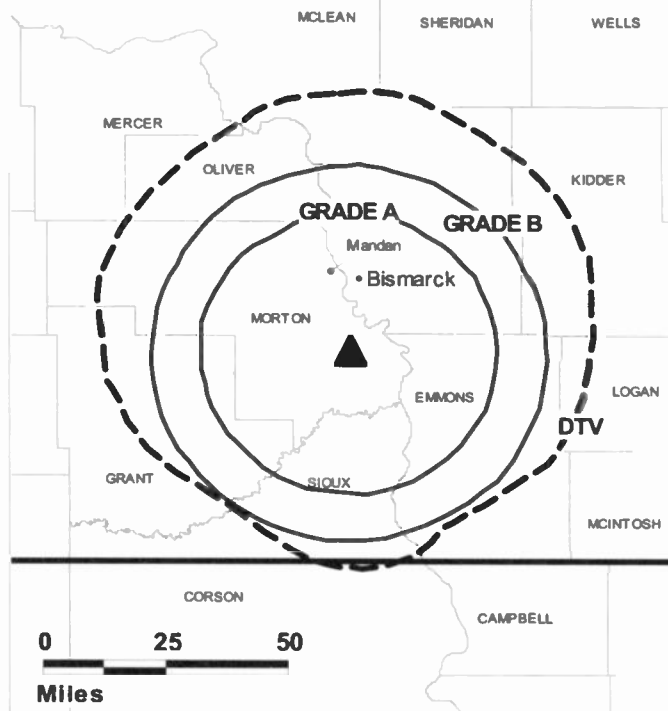 MCLEAN
SHERIDAN
WELLS
MERCER
OLIVER
KIDDER
GRADE A
GRADE B
Mandan
Bismarck
MORTON
EMMONS
LOGAN
DTV
GRANT
SIOUX
MCINTOSH
CORSON
CAMPBELL
0 25 50
Miles